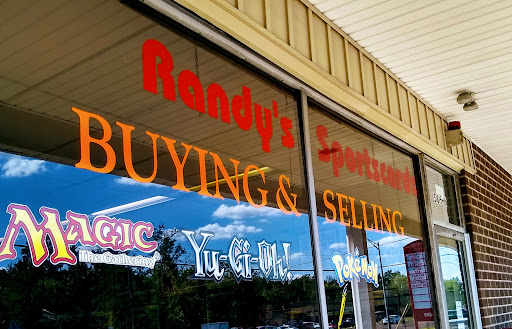 Randy's Sportscards
BUYING & SELLING
MAGIC
The Gathering
Yu-Gi-Oh!
POKéMON